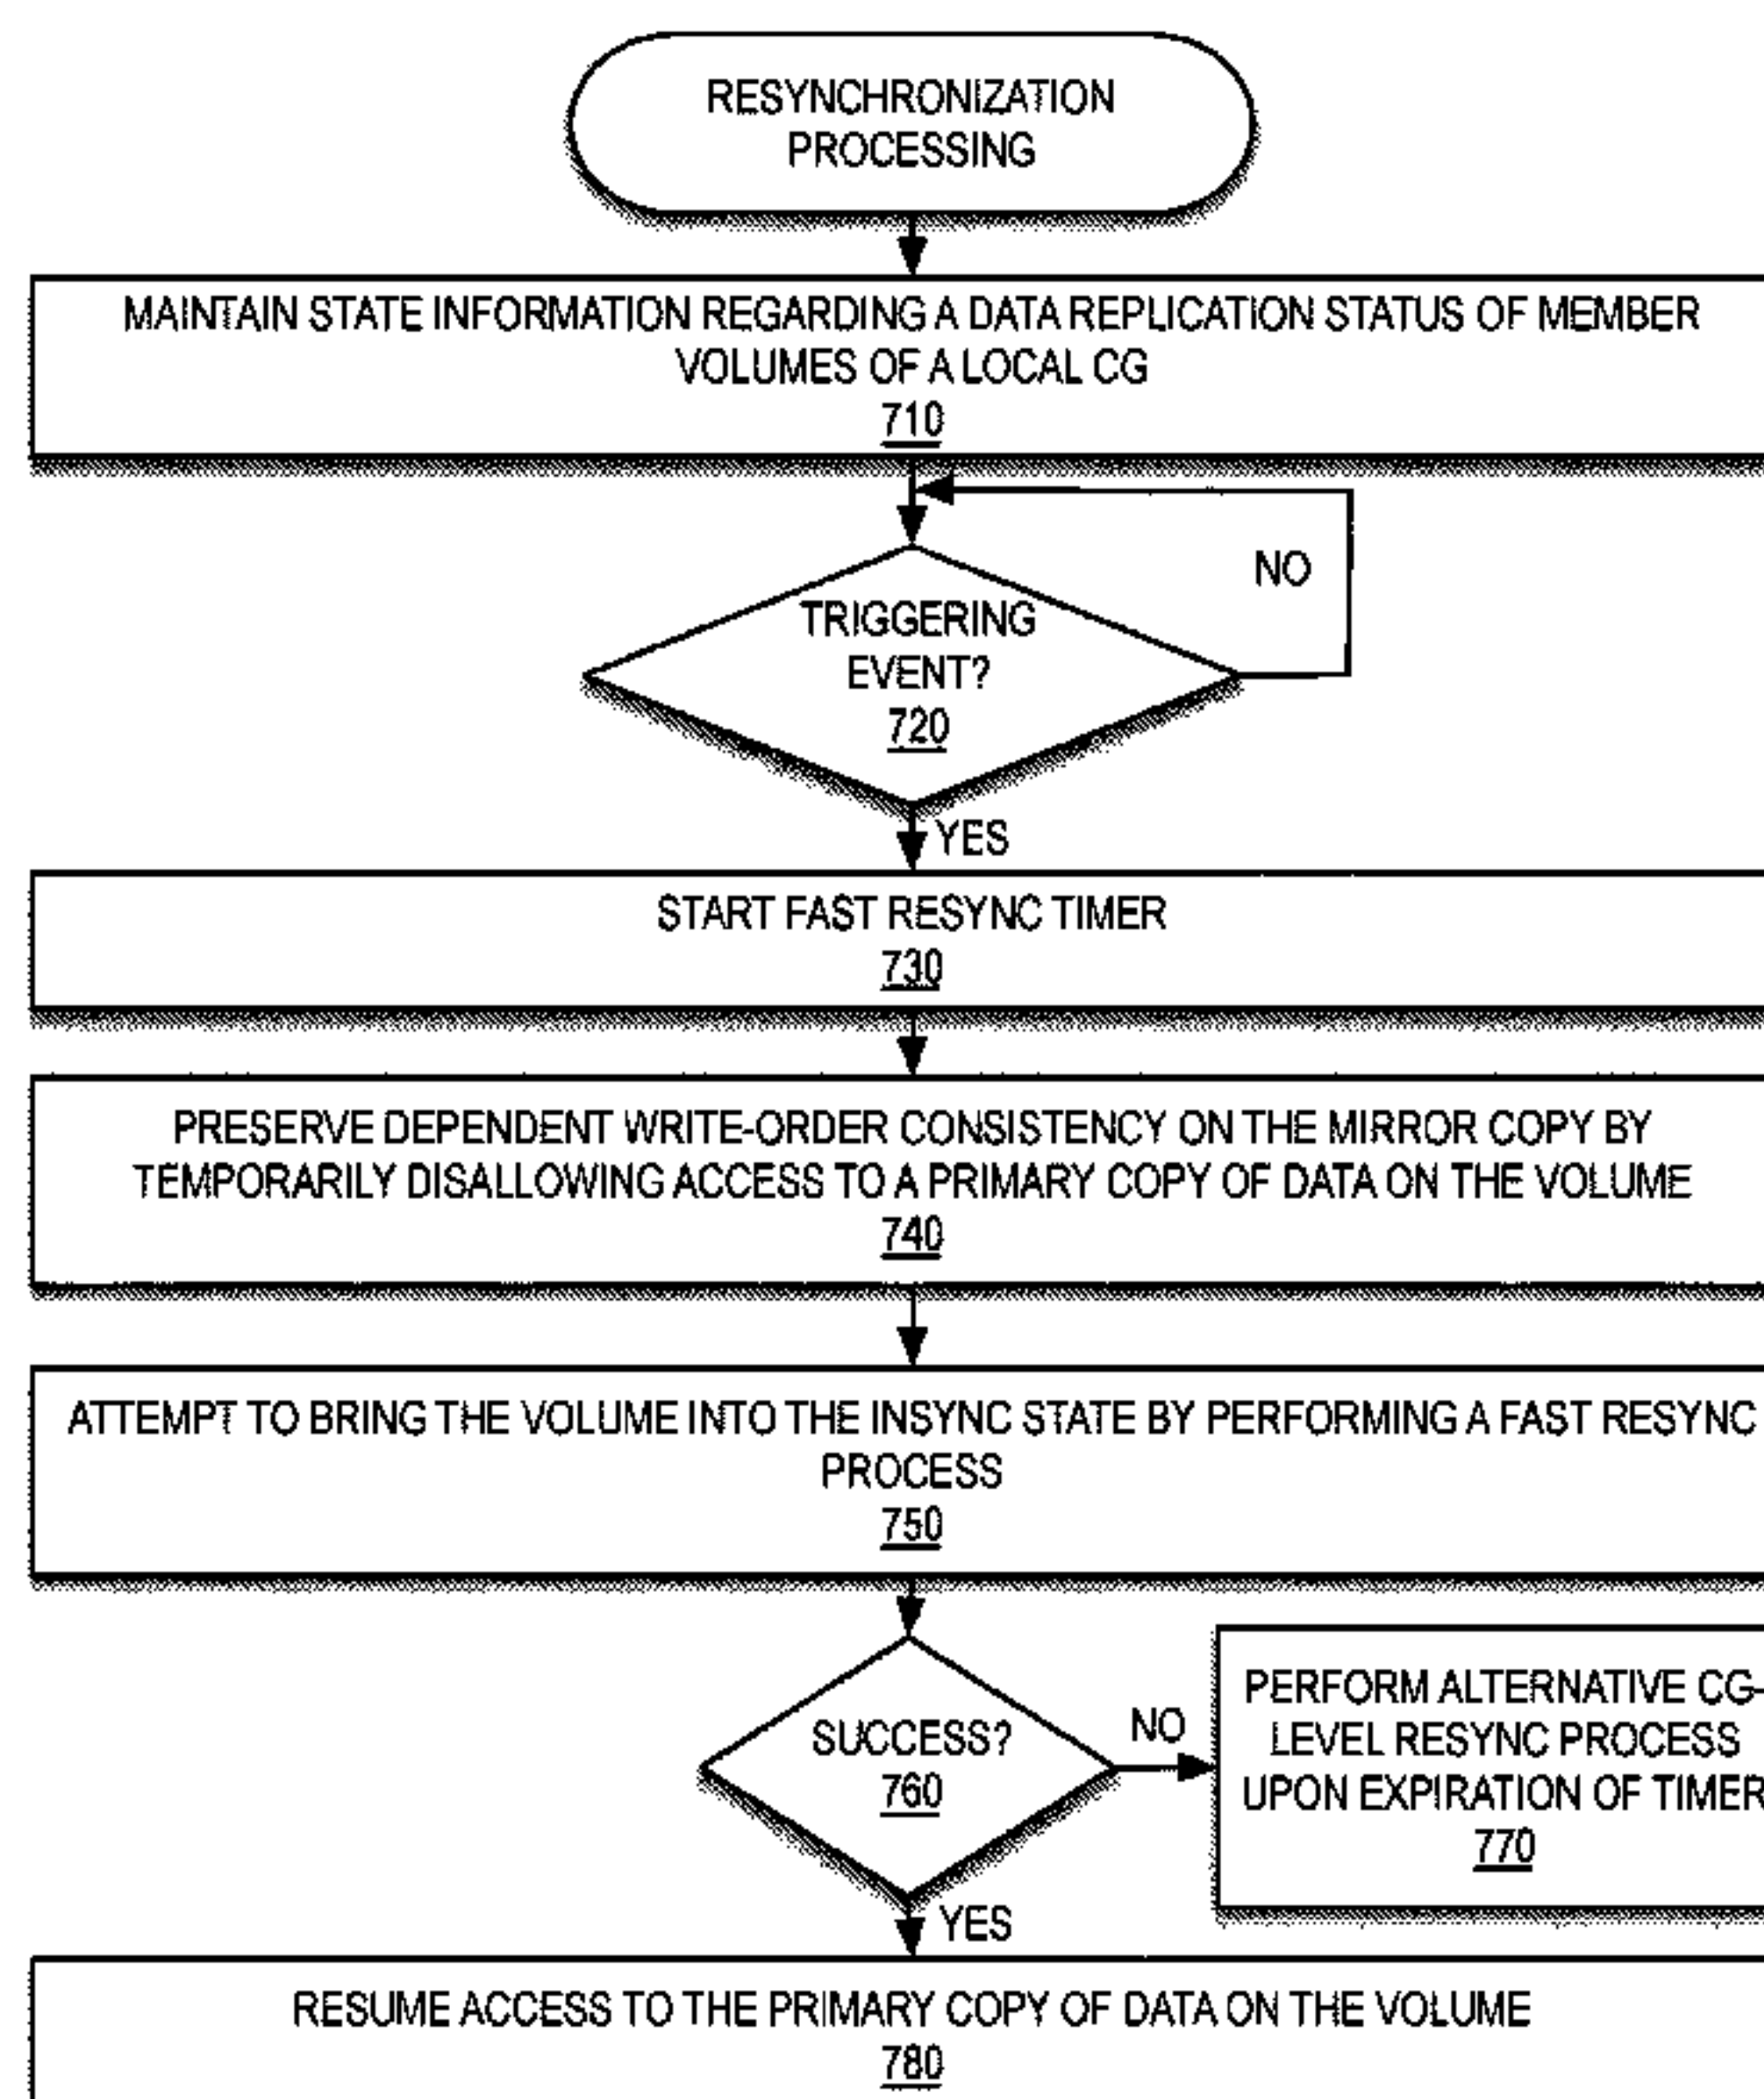 RESYNCHRONIZATION
PROCESSING
MAINTAIN STATE INFORMATION REGARDING A DATA REPLICATION STATUS OF MEMBER
VOLUMES OF A LOCAL CG
710
NO
TRIGGERING
EVENT?
720
YES
START FAST RESYNC TIMER
730
PRESERVE DEPENDENT WRITE-ORDER CONSISTENCY ON THE MIRROR COPY BY
TEMPORARILY DISALLOWING ACCESS TO A PRIMARY COPY OF DATA ON THE VOLUME
740
ATTEMPT TO BRING THE VOLUME INTO THE INSYNC STATE BY PERFORMING A FAST RESYNC
PROCESS
750
SUCCESS?
760
NO
PERFORM ALTERNATIVE CG-
LEVEL RESYNC PROCESS
UPON EXPIRATION OF TIMER
770
YES
RESUME ACCESS TO THE PRIMARY COPY OF DATA ON THE VOLUME
780